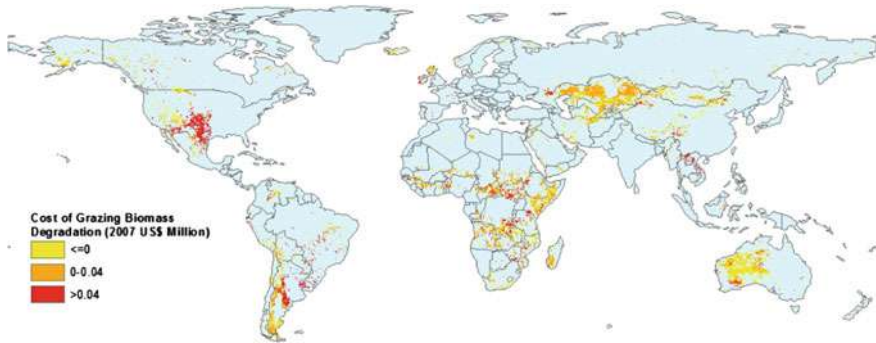 Cost of Grazing Biomass
Degradation (2007 US$ Million)
<=0
0-0.04
>0.04